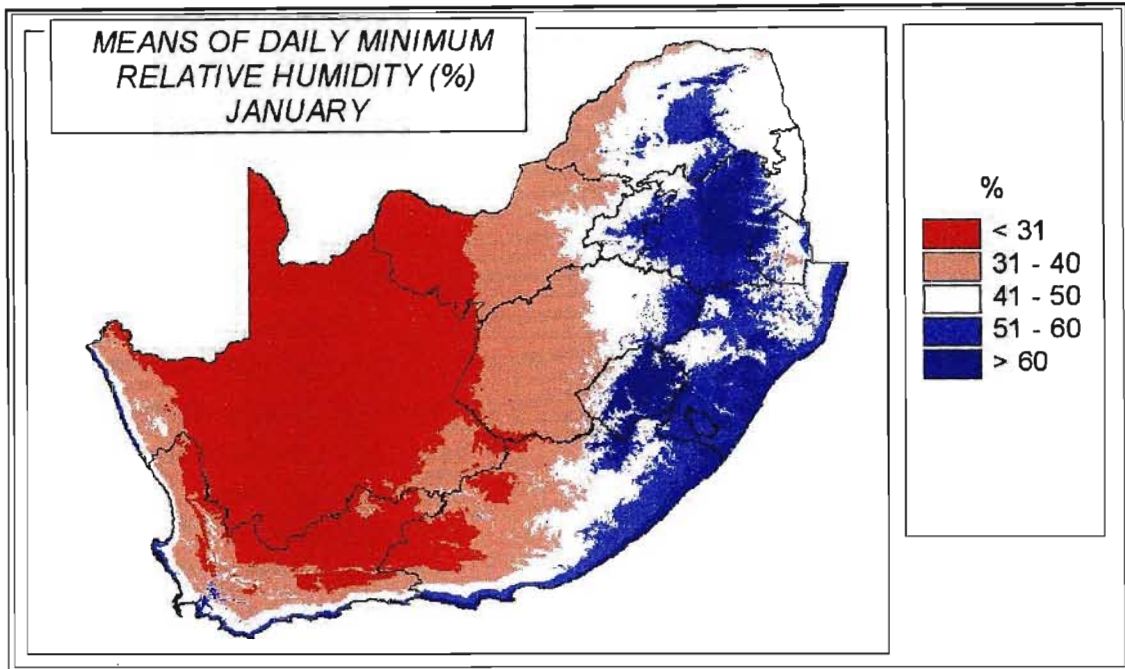 MEANS OF DAILY MINIMUM
RELATIVE HUMIDITY (%)
JANUARY
%
< 31
31 - 40
41 - 50
51 - 60
> 60